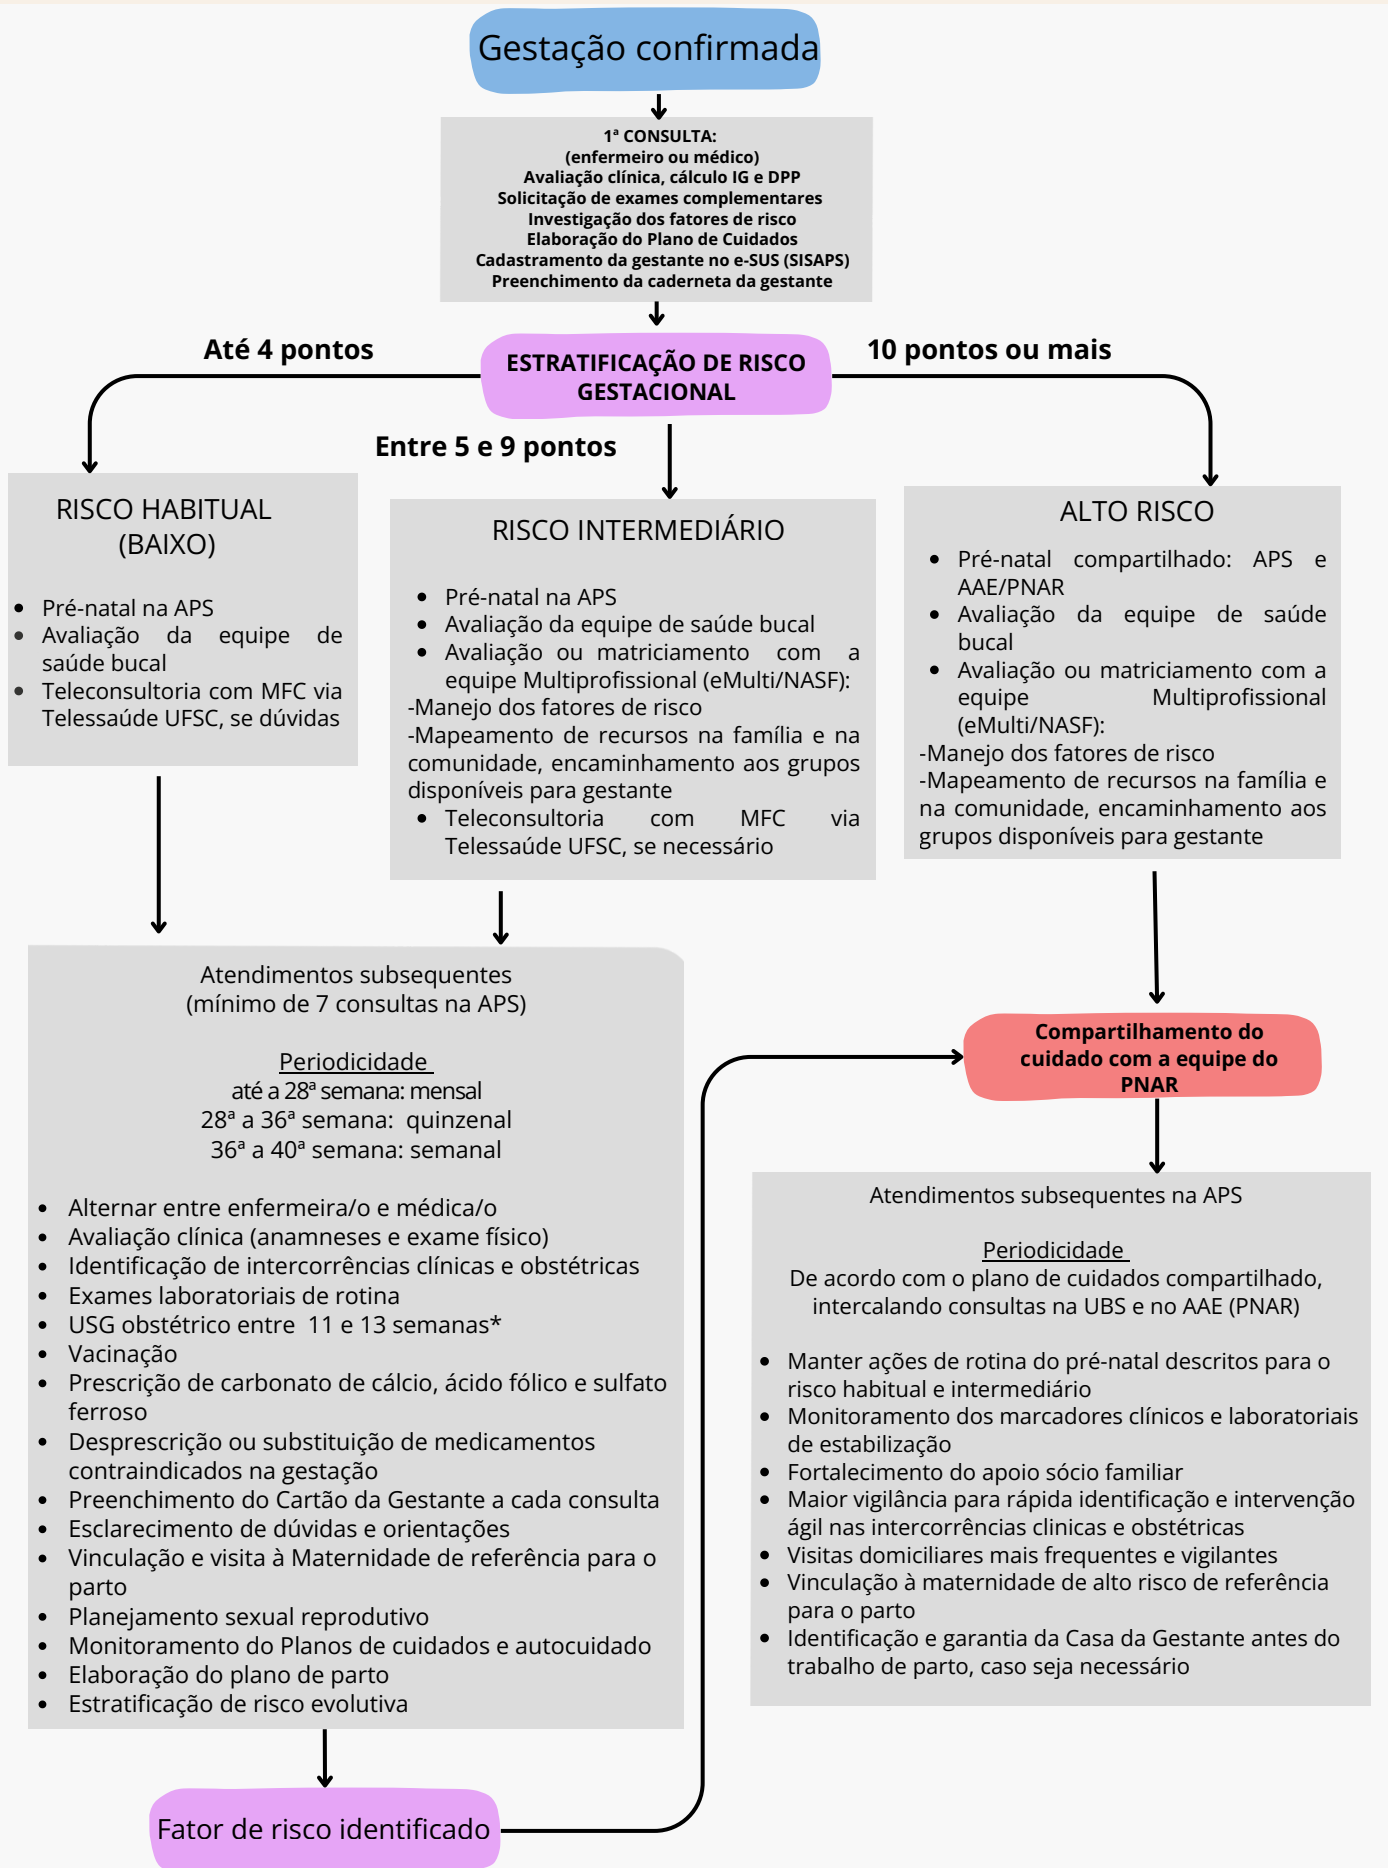 Gestação confirmada
1ª CONSULTA:
(enfermeiro ou médico)
Avaliação clínica, cálculo IG e DPP
Solicitação de exames complementares
Investigação dos fatores de risco
Elaboração do Plano de Cuidados
Cadastramento da gestante no e-SUS (SISAPS)
Preenchimento da caderneta da gestante
Até 4 pontos
ESTRATIFICAÇÃO DE RISCO
GESTACIONAL
10 pontos ou mais
Entre 5 e 9 pontos
RISCO HABITUAL
(BAIXO)
• Pré-natal na APS
• Avaliação da equipe de
saúde bucal
• Teleconsultoria com MFC via
Telessaúde UFSC, se dúvidas
RISCO INTERMEDIÁRIO
• Pré-natal na APS
• Avaliação da equipe de saúde bucal
• Avaliação ou matriciamento com a
equipe Multiprofissional (eMulti/NASF):
-Manejo dos fatores de risco
-Mapeamento de recursos na família e na
comunidade, encaminhamento aos grupos
disponíveis para gestante
• Teleconsultoria com MFC via
Telessaúde UFSC, se necessário
ALTO RISCO
• Pré-natal compartilhado: APS e
AAE/PNAR
• Avaliação da equipe de saúde
bucal
• Avaliação ou matriciamento com a
equipe Multiprofissional
(eMulti/NASF):
-Manejo dos fatores de risco
-Mapeamento de recursos na família e
na comunidade, encaminhamento aos
grupos disponíveis para gestante
Atendimentos subsequentes
(mínimo de 7 consultas na APS)
Periodicidade
até a 28ª semana: mensal
28ª a 36ª semana: quinzenal
36ª a 40ª semana: semanal
• Alternar entre enfermeira/o e médica/o
• Avaliação clínica (anamneses e exame físico)
• Identificação de intercorrências clínicas e obstétricas
• Exames laboratoriais de rotina
• USG obstétrico entre 11 e 13 semanas*
• Vacinação
• Prescrição de carbonato de cálcio, ácido fólico e sulfato
ferroso
• Desprescrição ou substituição de medicamentos
contraindicados na gestação
• Preenchimento do Cartão da Gestante a cada consulta
• Esclarecimento de dúvidas e orientações
• Vinculação e visita à Maternidade de referência para o
parto
• Planejamento sexual reprodutivo
• Monitoramento do Planos de cuidados e autocuidado
• Elaboração do plano de parto
• Estratificação de risco evolutiva
Fator de risco identificado
Compartilhamento do
cuidado com a equipe do
PNAR
Atendimentos subsequentes na APS
Periodicidade
De acordo com o plano de cuidados compartilhado,
intercalando consultas na UBS e no AAE (PNAR)
• Manter ações de rotina do pré-natal descritos para o
risco habitual e intermediário
• Monitoramento dos marcadores clínicos e laboratoriais
de estabilização
• Fortalecimento do apoio sócio familiar
• Maior vigilância para rápida identificação e intervenção
ágil nas intercorrências clinicas e obstétricas
• Visitas domiciliares mais frequentes e vigilantes
• Vinculação à maternidade de alto risco de referência
para o parto
• Identificação e garantia da Casa da Gestante antes do
trabalho de parto, caso seja necessário